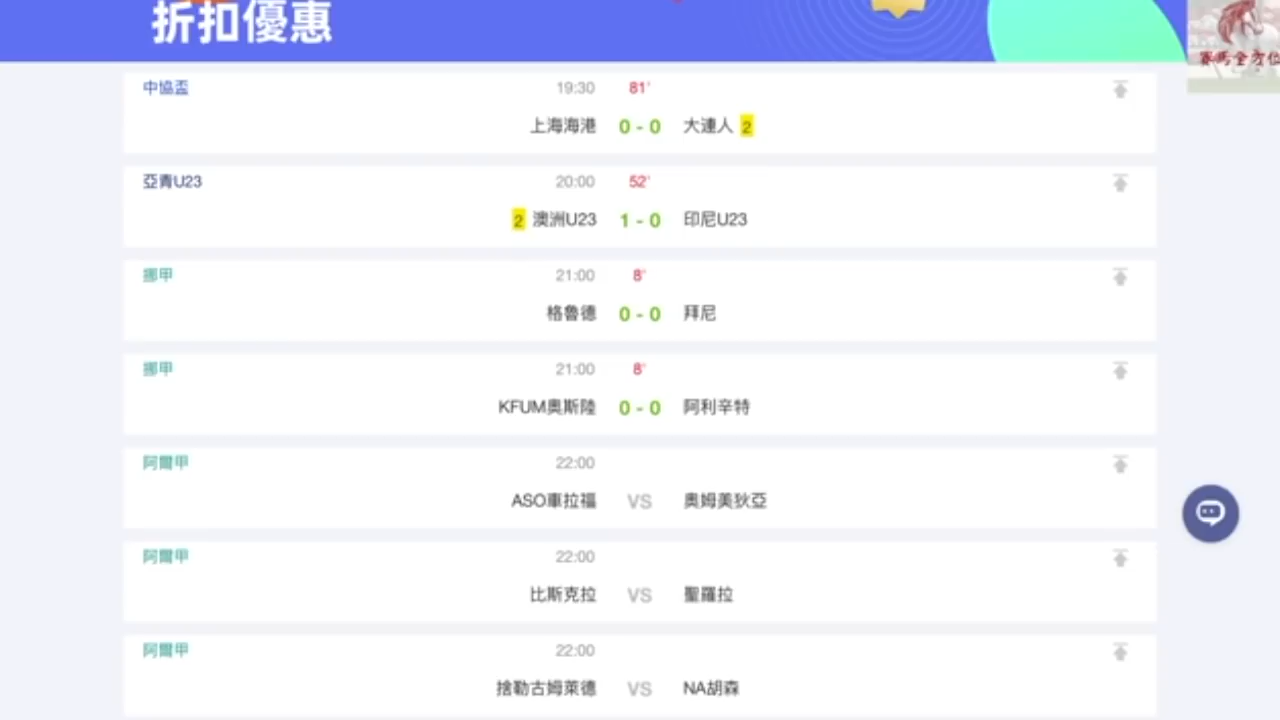 折扣優惠
賽馬全方位
中協盃 19:30 81'
上海海港 0 - 0 大連人 2
亞青U23 20:00 52'
2 澳洲U23 1 - 0 印尼U23
挪甲 21:00 8'
格魯德 0 - 0 拜尼
挪甲 21:00 8'
KFUM奧斯陸 0 - 0 阿利辛特
阿爾甲 22:00
ASO車拉福 VS 奧姆美狄亞
阿爾甲 22:00
比斯克拉 VS 聖羅拉
阿爾甲 22:00
捨勒古姆萊德 VS NA胡森